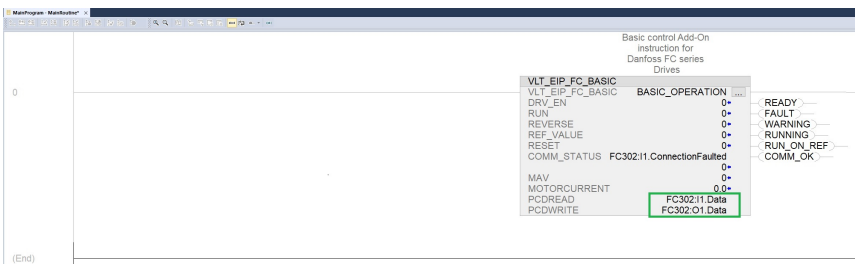 MainProgram - MainRoutine* ×
Basic control Add-On
instruction for
Danfoss FC series
Drives
VLT_EIP_FC_BASIC
VLT_EIP_FC_BASIC BASIC_OPERATION ...
0
DRV_EN 0 READY
RUN 0 FAULT
REVERSE 0 WARNING
REF_VALUE 0 RUNNING
RESET 0 RUN_ON_REF
COMM_STATUS FC302:I1.ConnectionFaulted COMM_OK
0
MAV 0
MOTORCURRENT 0.0
PCDREAD FC302:I1.Data
PCDWRITE FC302:O1.Data
(End)